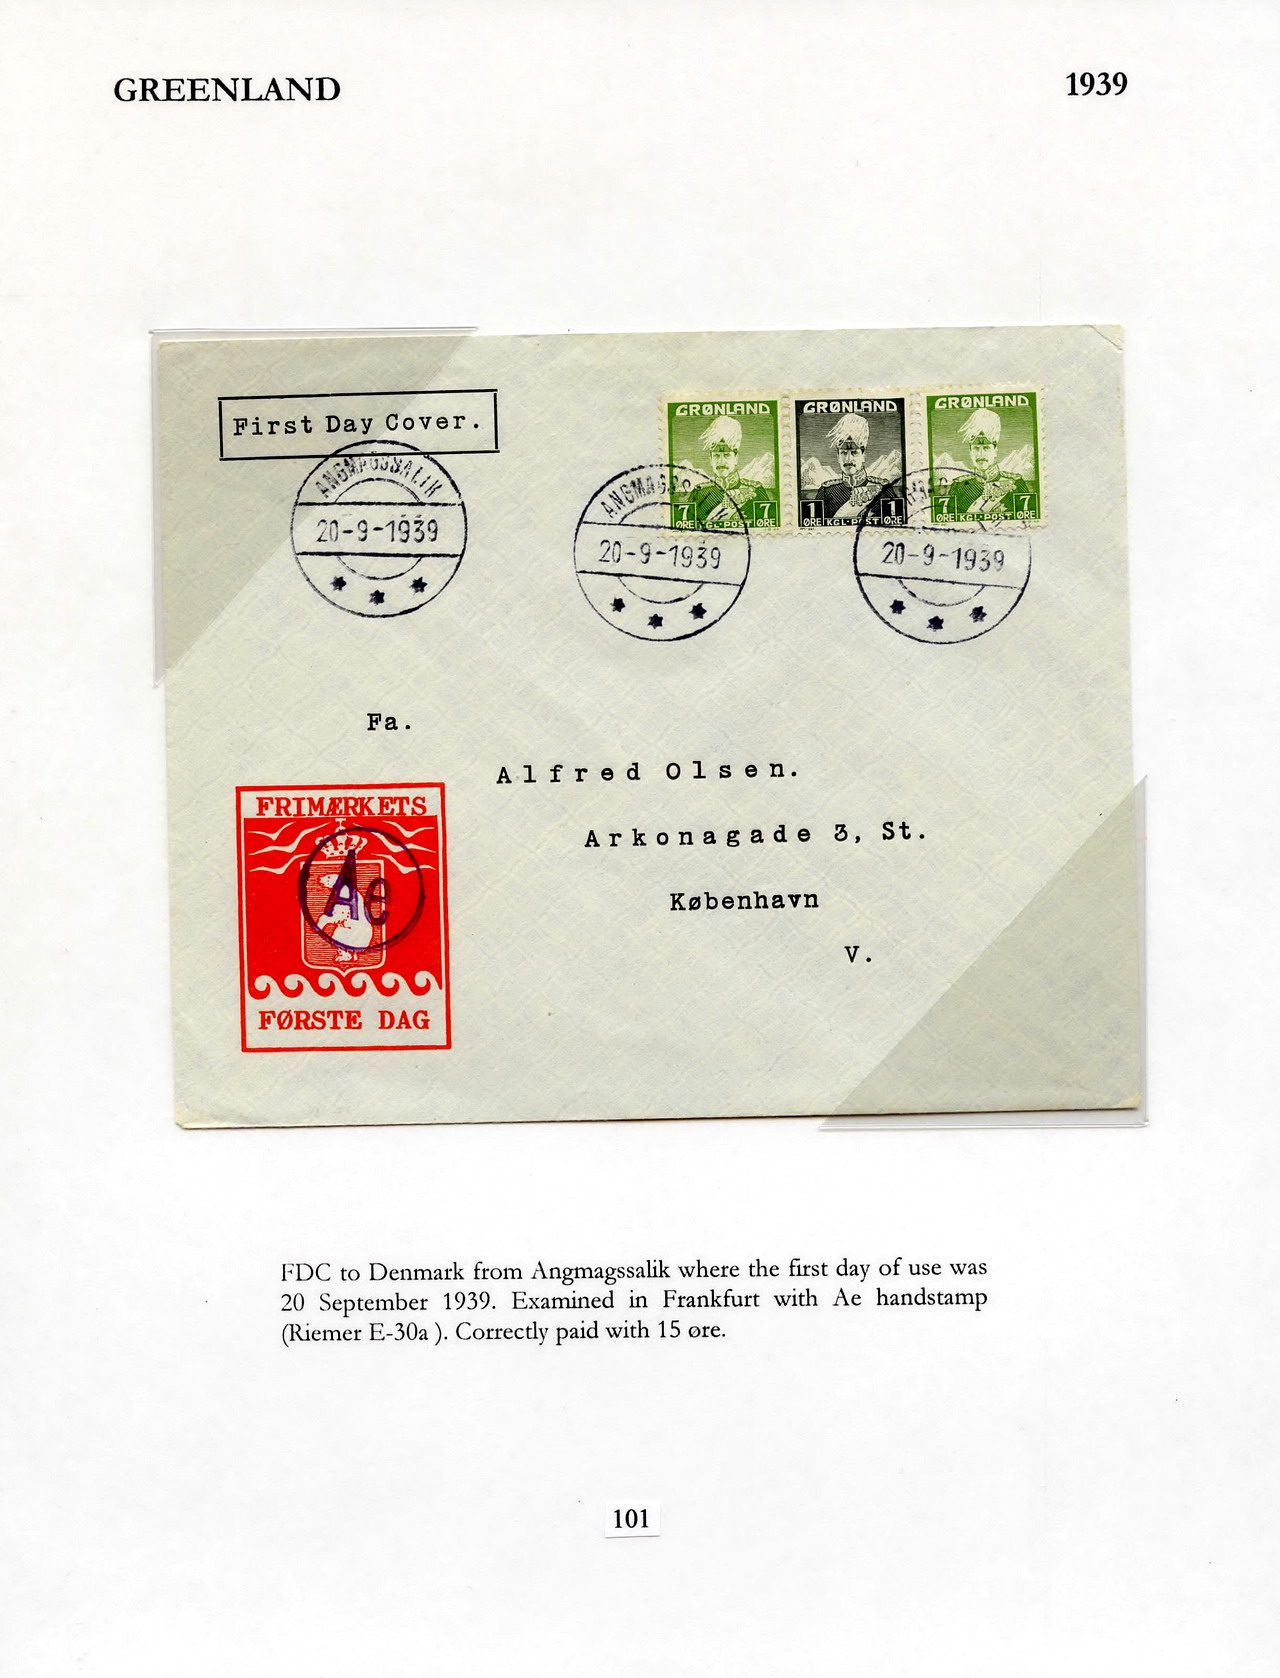 GREENLAND
1939
First Day Cover.
GRØNLAND
7 7
ØRE KGL·POST ØRE
GRØNLAND
1 1
ØRE KGL·POST ØRE
GRØNLAND
7 7
ØRE KGL·POST ØRE
ANGMAGSSALIK
20-9-1939
ANGMAGSSALIK
20-9-1939
20-9-1939
Fa.
Alfred Olsen.
Arkonagade 3, St.
København
V.
FRIMÆRKETS
Ae
FØRSTE DAG
FDC to Denmark from Angmagssalik where the first day of use was
20 September 1939. Examined in Frankfurt with Ae handstamp
(Riemer E-30a ). Correctly paid with 15 øre.
101